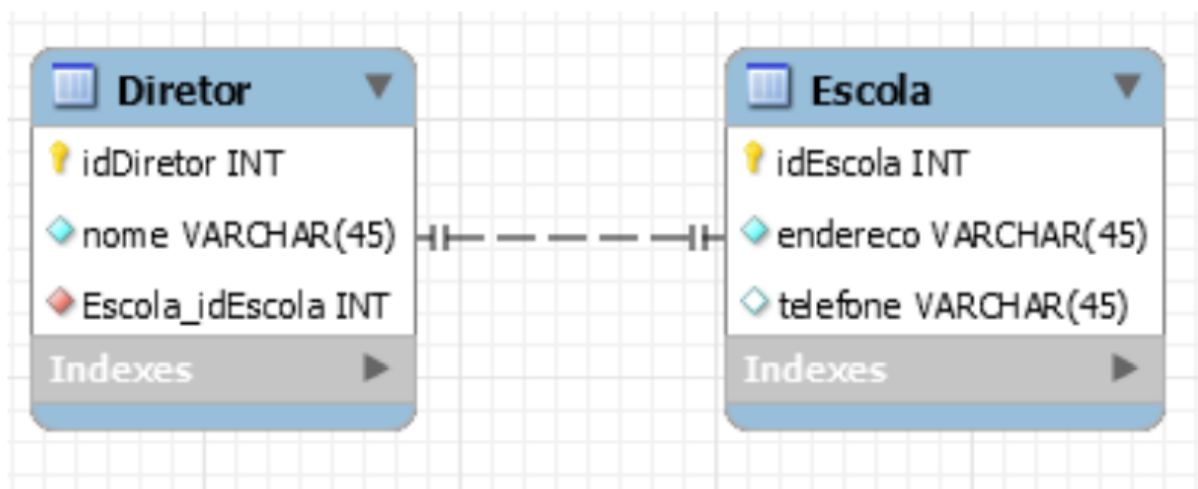 Diretor
idDiretor INT
nome VARCHAR(45)
Escola_idEscola INT
Indexes
Escola
idEscola INT
endereco VARCHAR(45)
telefone VARCHAR(45)
Indexes